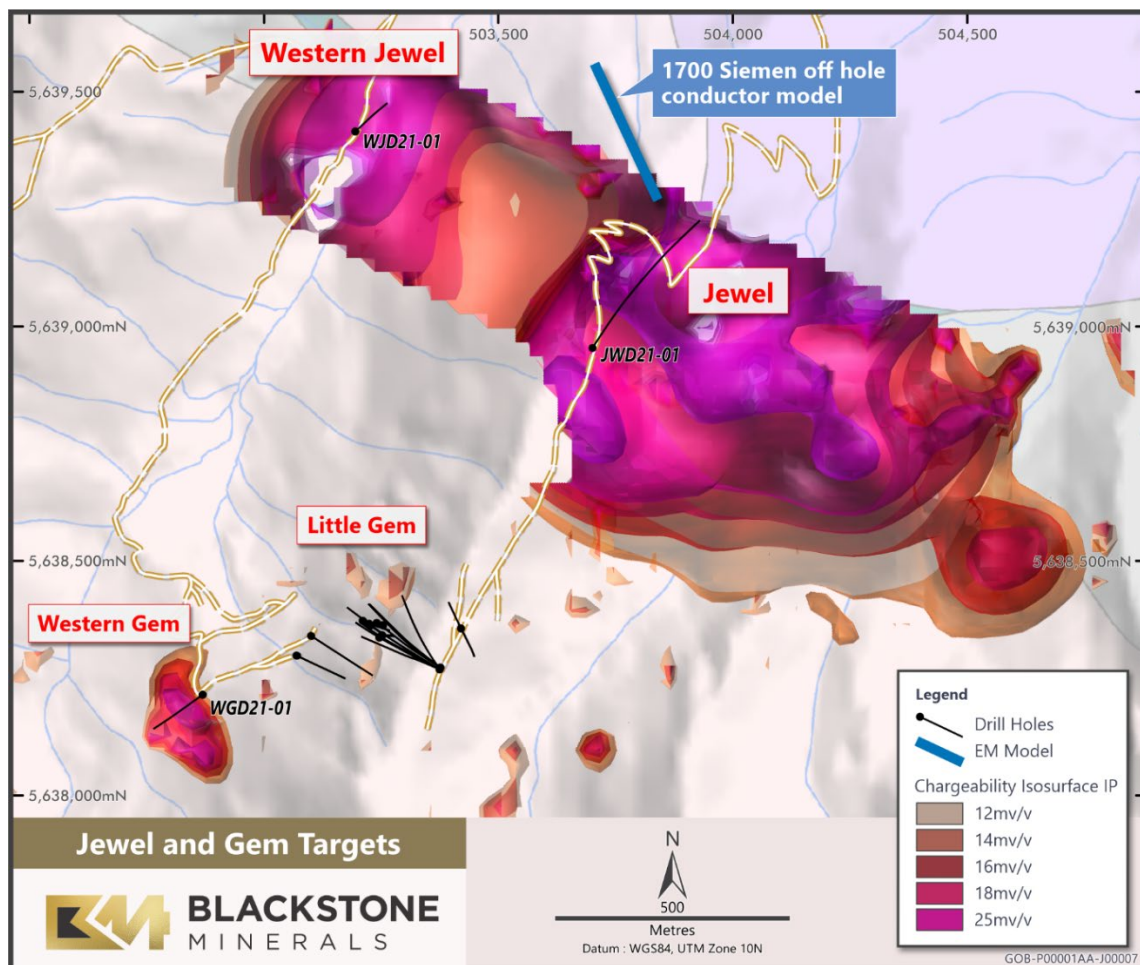 503,500
504,000
504,500
Western Jewel
1700 Siemen off hole
conductor model
5,639,500
WJD21-01
Jewel
5,639,000mN
5,639,000mN
JWD21-01
Little Gem
5,638,500mN
5,638,500mN
Western Gem
WGD21-01
5,638,000mN
Legend
Drill Holes
EM Model
Chargeability Isosurface IP
12mv/v
14mv/v
16mv/v
18mv/v
25mv/v
Jewel and Gem Targets
BLACKSTONE
MINERALS
N
500
Metres
Datum : WGS84, UTM Zone 10N
GOB-P00001AA-J00007